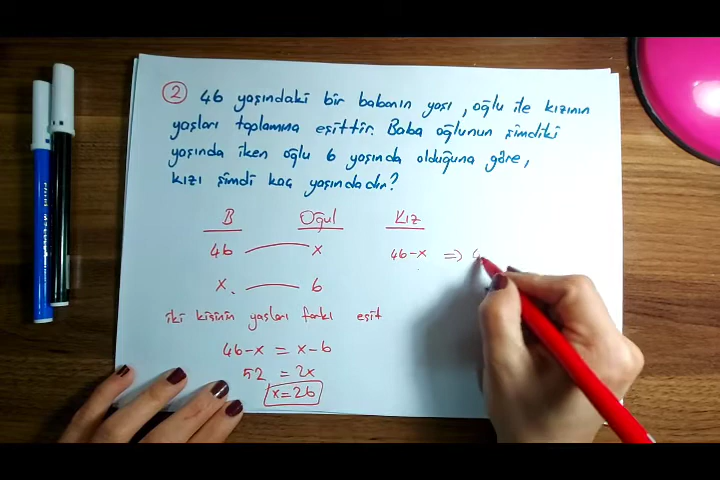 2 46 yaşındaki bir babanın yaşı, oğlu ile kızının
yaşları toplamına eşittir. Baba oğlunun şimdiki
yaşında iken oğlu 6 yaşında olduğuna göre,
kızı şimdi kaç yaşındadır?
B Oğul Kız
46 x 46-x => 4
x 6
iki kişinin yaşları farkı eşit
46-x = x-6
52 = 2x
x=26